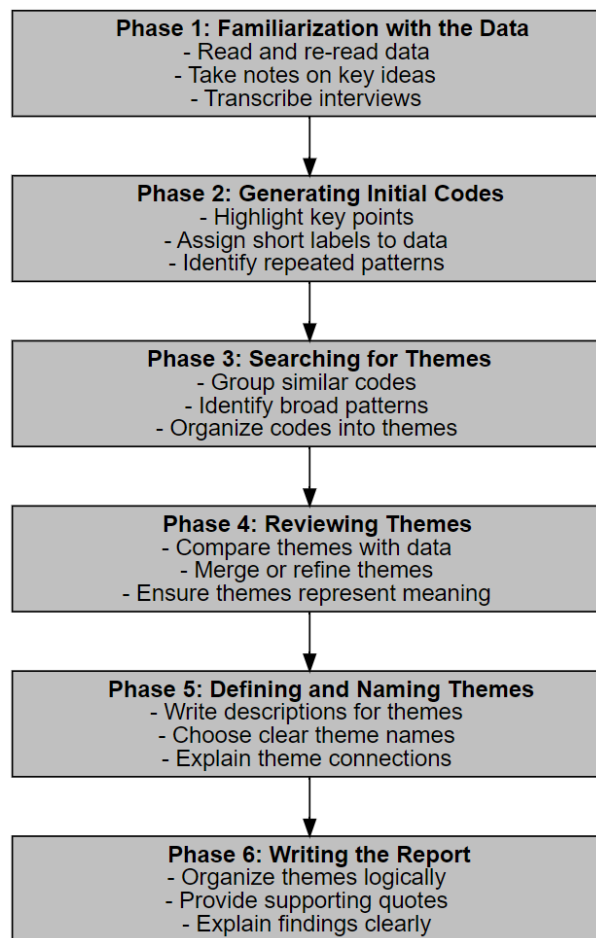 Phase 1: Familiarization with the Data
- Read and re-read data
- Take notes on key ideas
- Transcribe interviews
Phase 2: Generating Initial Codes
- Highlight key points
- Assign short labels to data
- Identify repeated patterns
Phase 3: Searching for Themes
- Group similar codes
- Identify broad patterns
- Organize codes into themes
Phase 4: Reviewing Themes
- Compare themes with data
- Merge or refine themes
- Ensure themes represent meaning
Phase 5: Defining and Naming Themes
- Write descriptions for themes
- Choose clear theme names
- Explain theme connections
Phase 6: Writing the Report
- Organize themes logically
- Provide supporting quotes
- Explain findings clearly